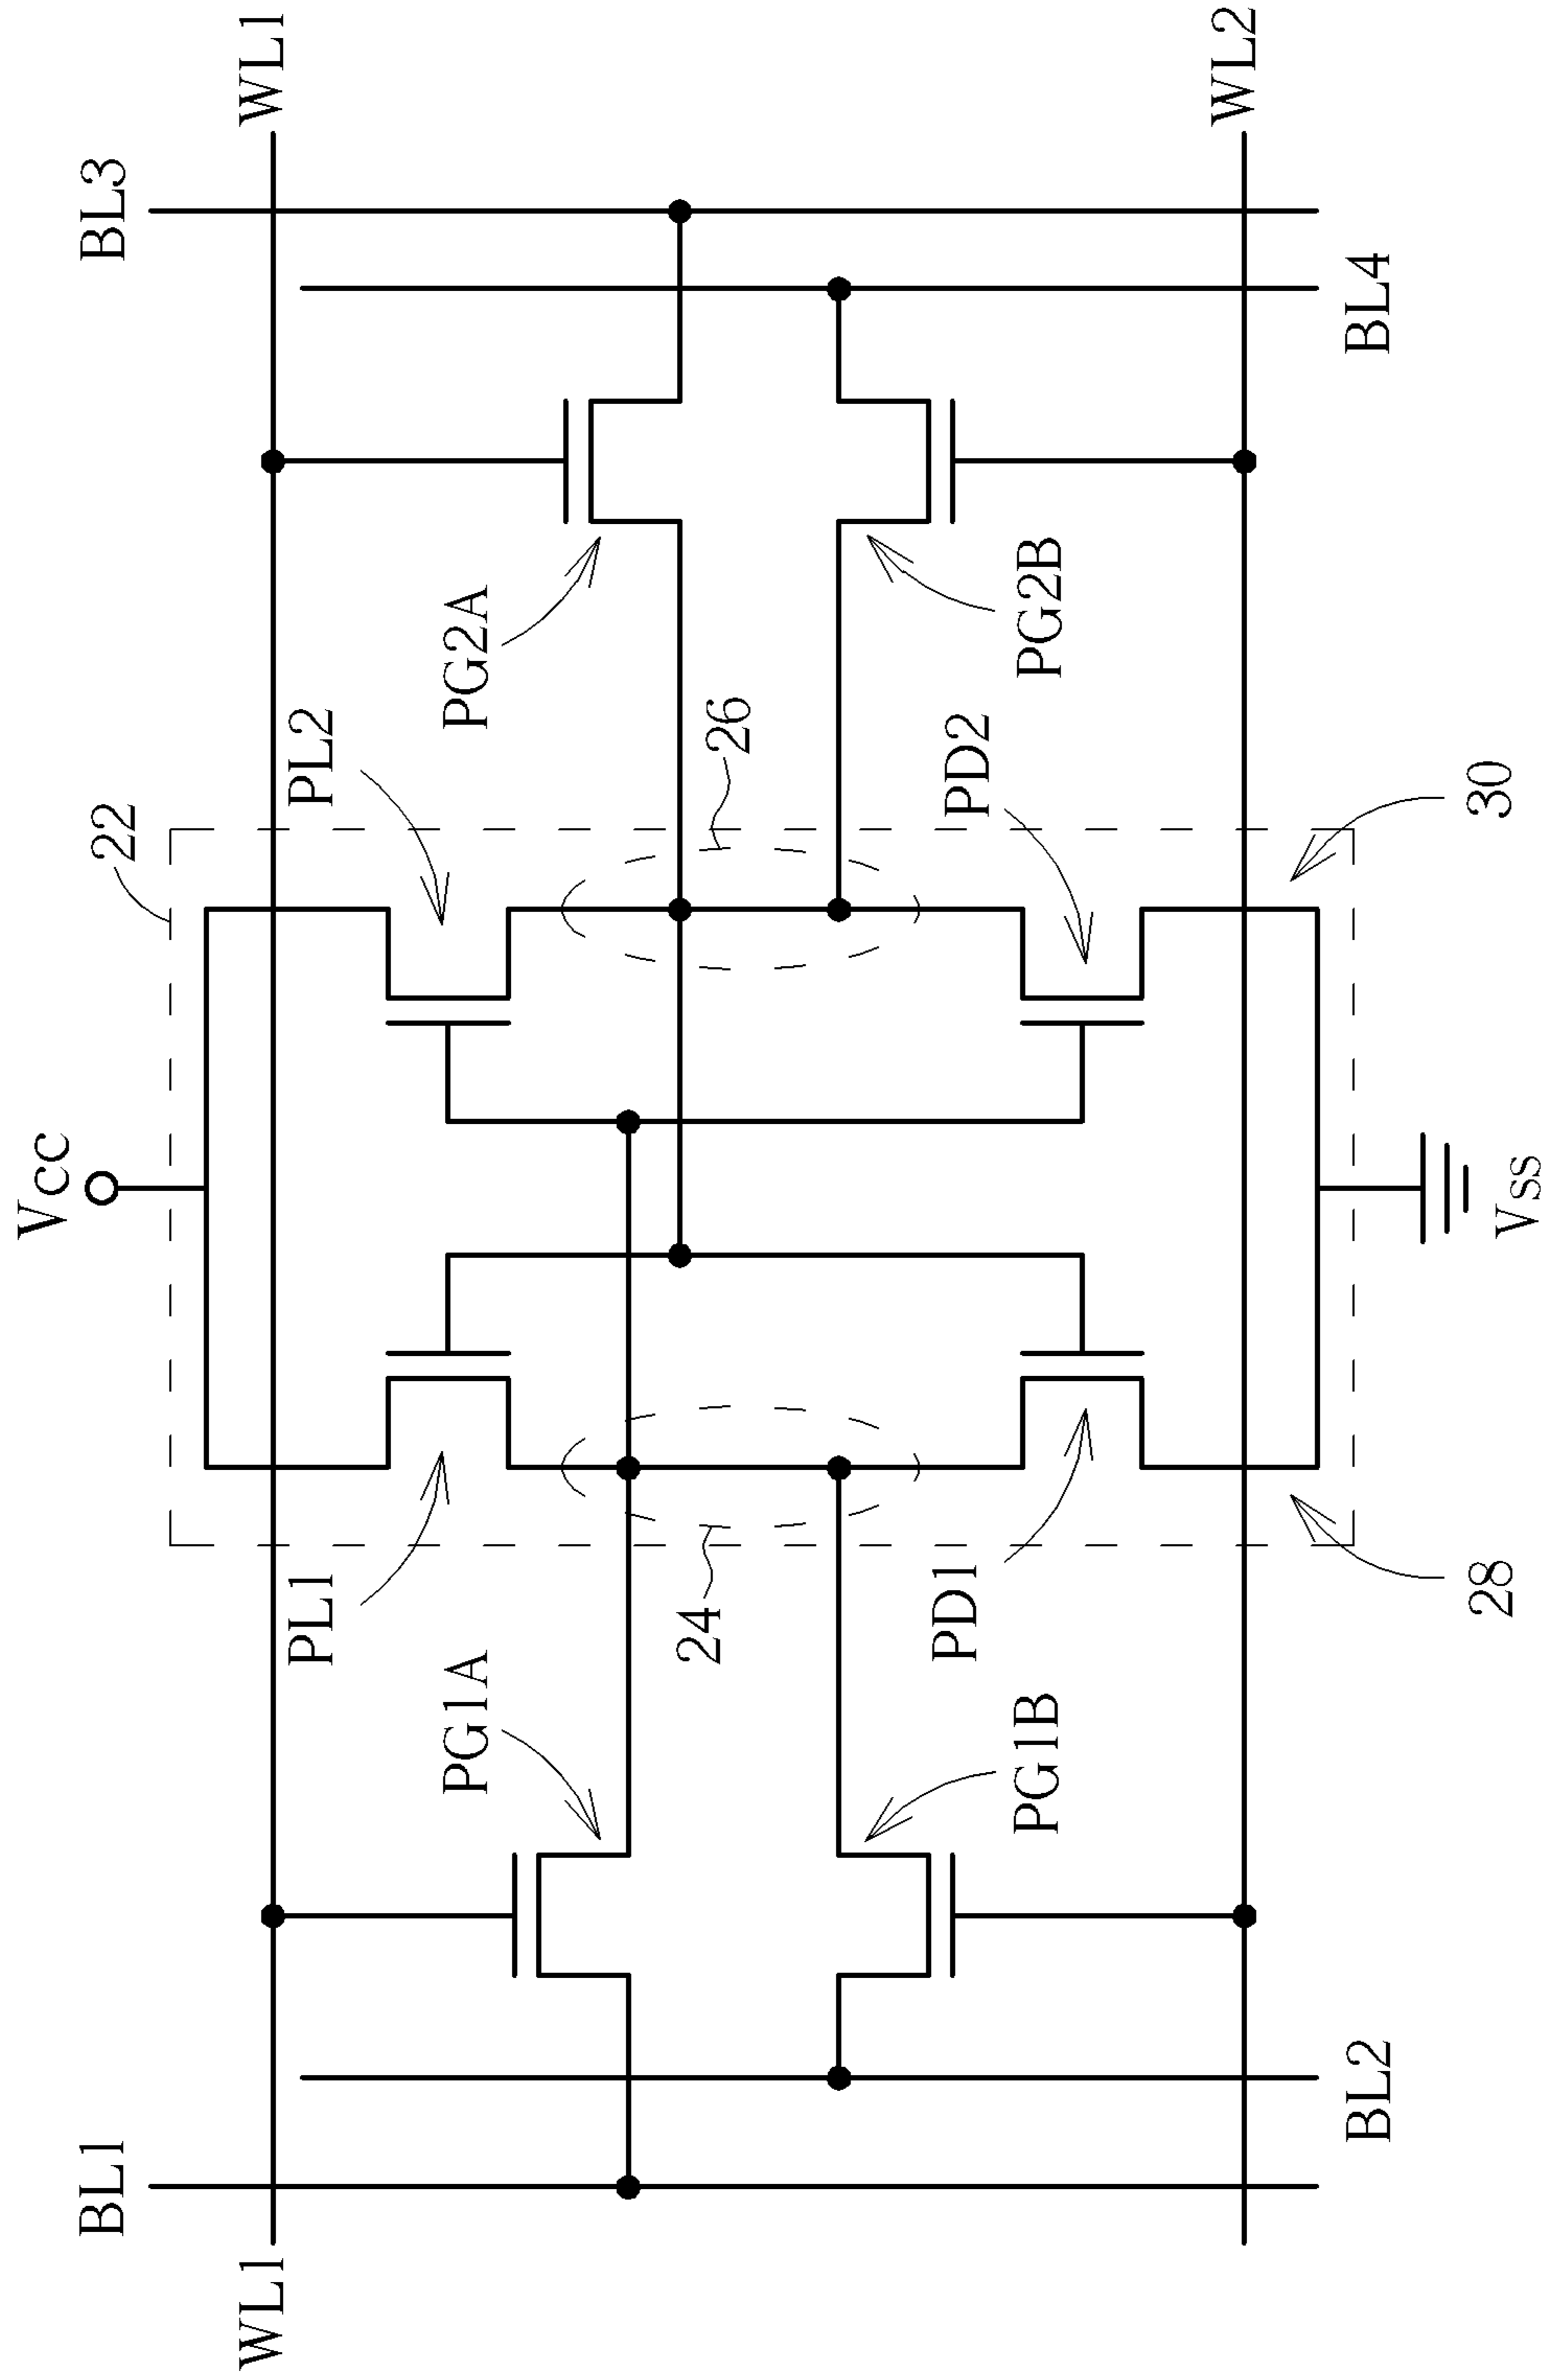 Vcc
BL1
BL3
22
WL1
WL1
PL1
PL2
PG1A
PG2A
24
26
PD1
PD2
PG1B
PG2B
WL2
BL2
BL4
28
30
Vss